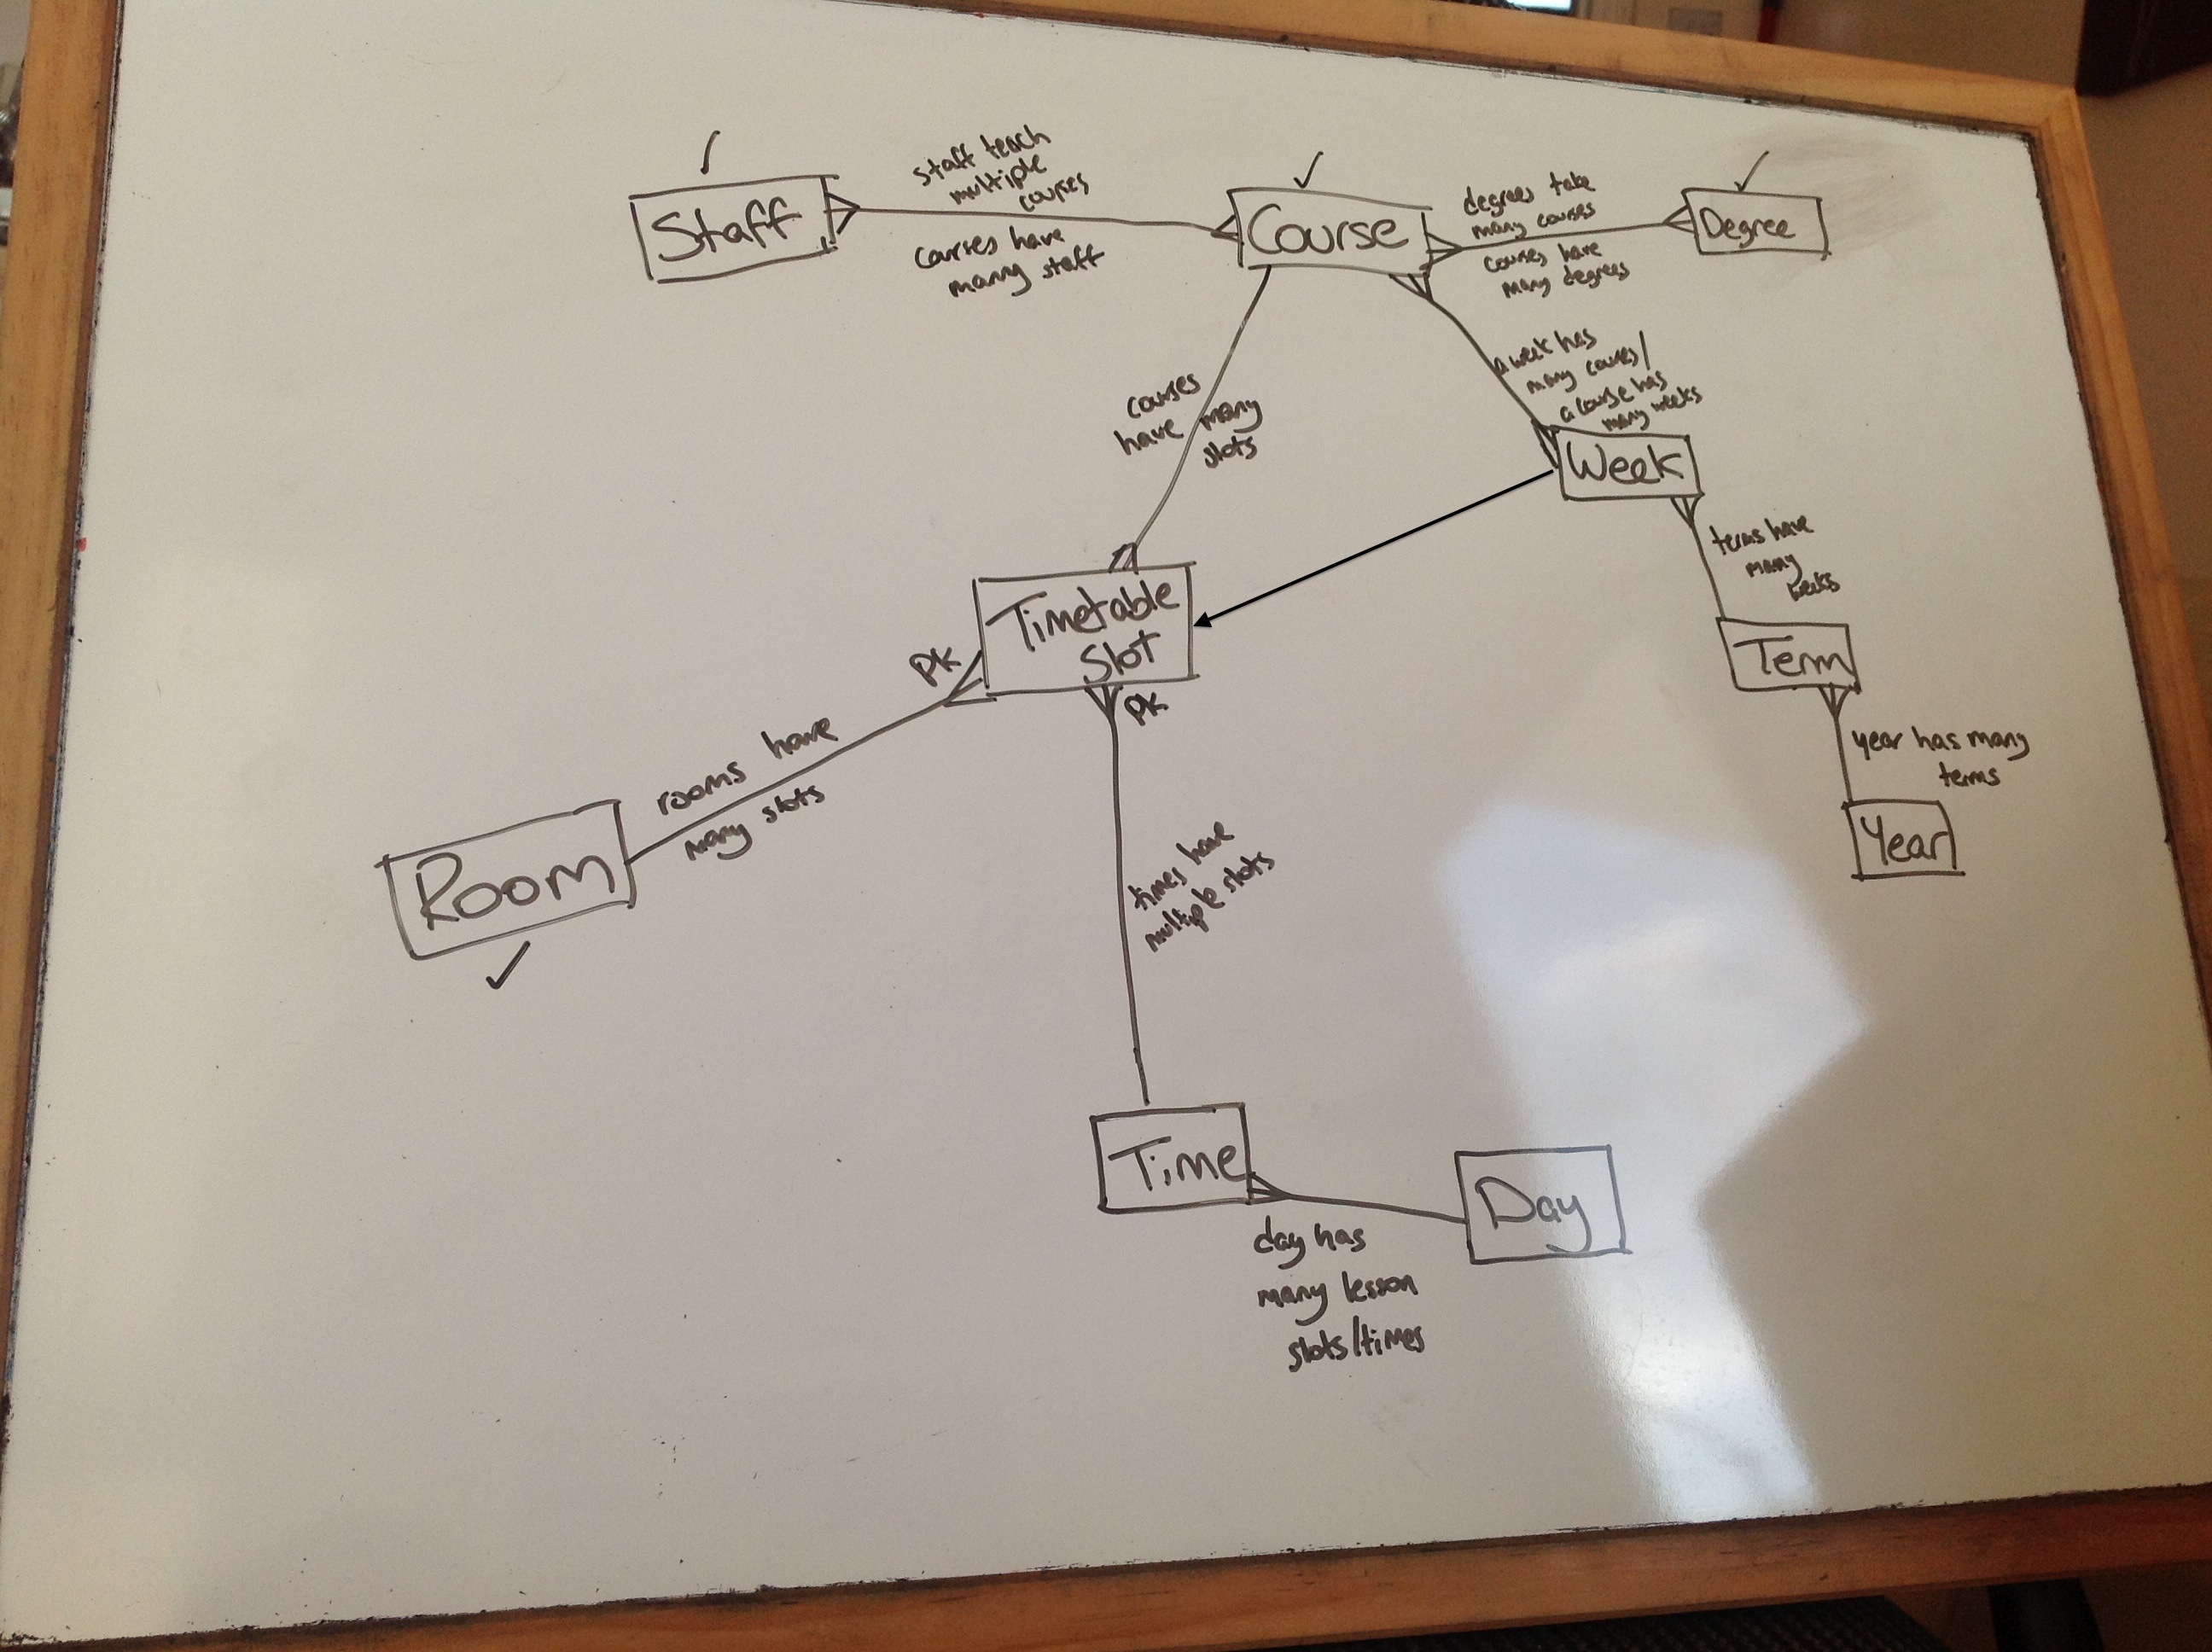 Staff
staff teach
multiple
courses
courses have
many staff
Course
degrees take
many courses
courses have
many degrees
Degree
a week has
many courses/
a course has
many weeks
Week
courses
have many
slots
terms have
many
weeks
Timetable
Slot
PK
PK
Term
year has many
terms
Year
rooms have
many slots
Room
times have
multiple slots
Time
Day
day has
many lesson
slots/times